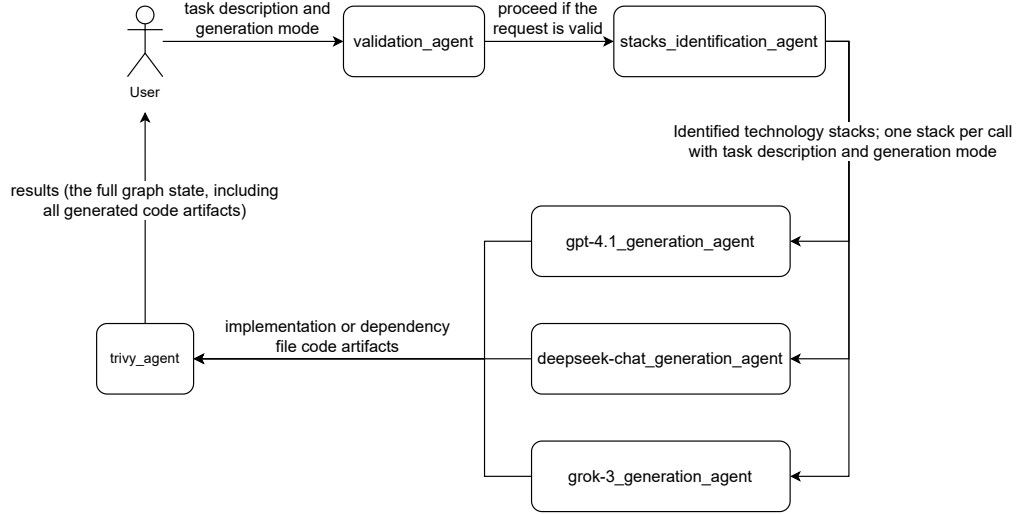 task description and
generation mode
proceed if the
request is valid
validation_agent
stacks_identification_agent
User
Identified technology stacks; one stack per call
with task description and generation mode
results (the full graph state, including
all generated code artifacts)
gpt-4.1_generation_agent
implementation or dependency
file code artifacts
trivy_agent
deepseek-chat_generation_agent
grok-3_generation_agent